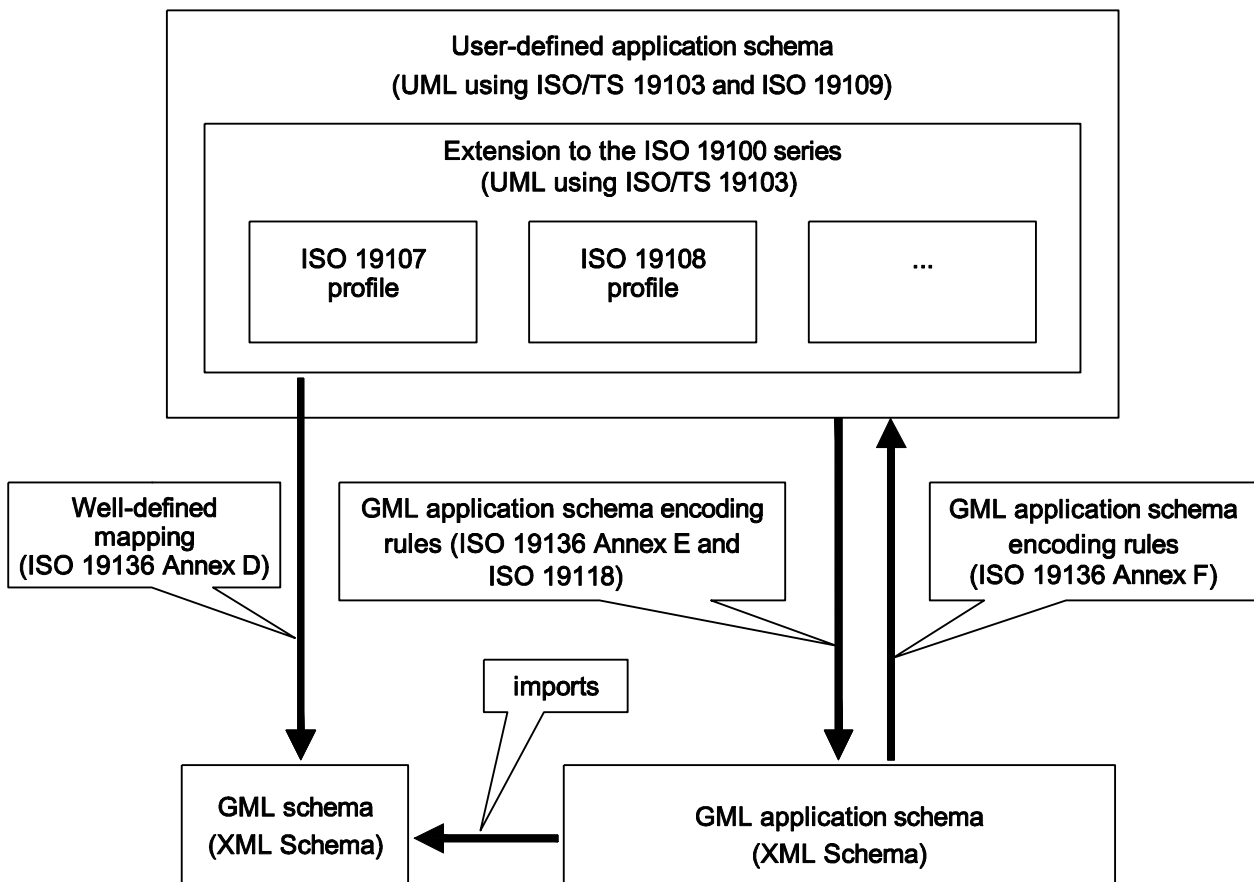 User-defined application schema
(UML using ISO/TS 19103 and ISO 19109)
Extension to the ISO 19100 series
(UML using ISO/TS 19103)
ISO 19107
profile
ISO 19108
profile
...
Well-defined
mapping
(ISO 19136 Annex D)
GML application schema encoding
rules (ISO 19136 Annex E and
ISO 19118)
GML application schema
encoding rules
(ISO 19136 Annex F)
imports
GML schema
(XML Schema)
GML application schema
(XML Schema)